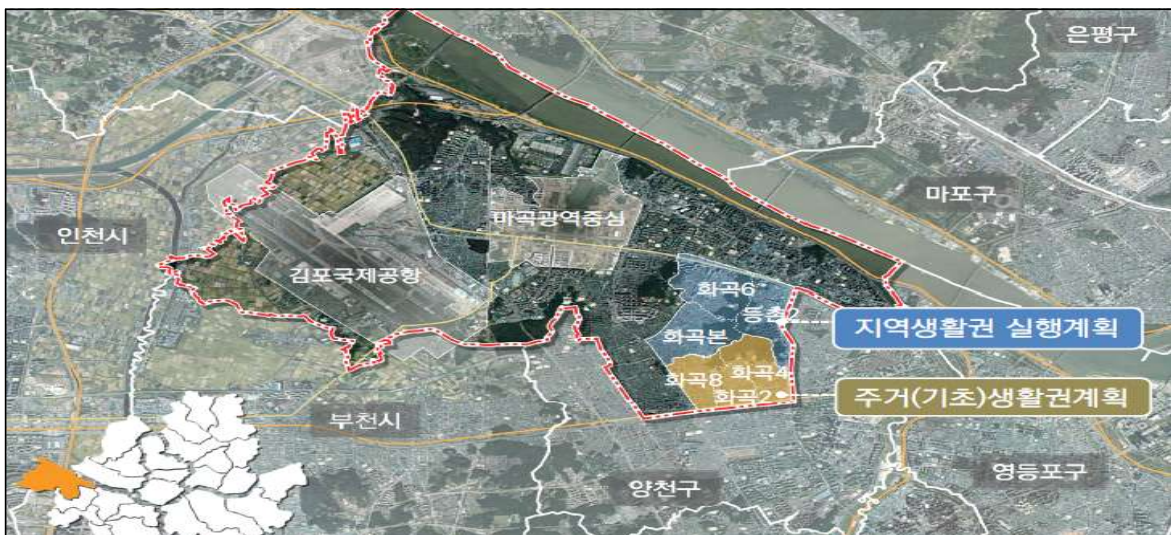 은평구
마포구
마곡광역중심
인천시
김포국제공항
화곡6
등촌2
지역생활권 실행계획
화곡본
화곡8
화곡4
주거(기초)생활권계획
화곡2
부천시
양천구
영등포구